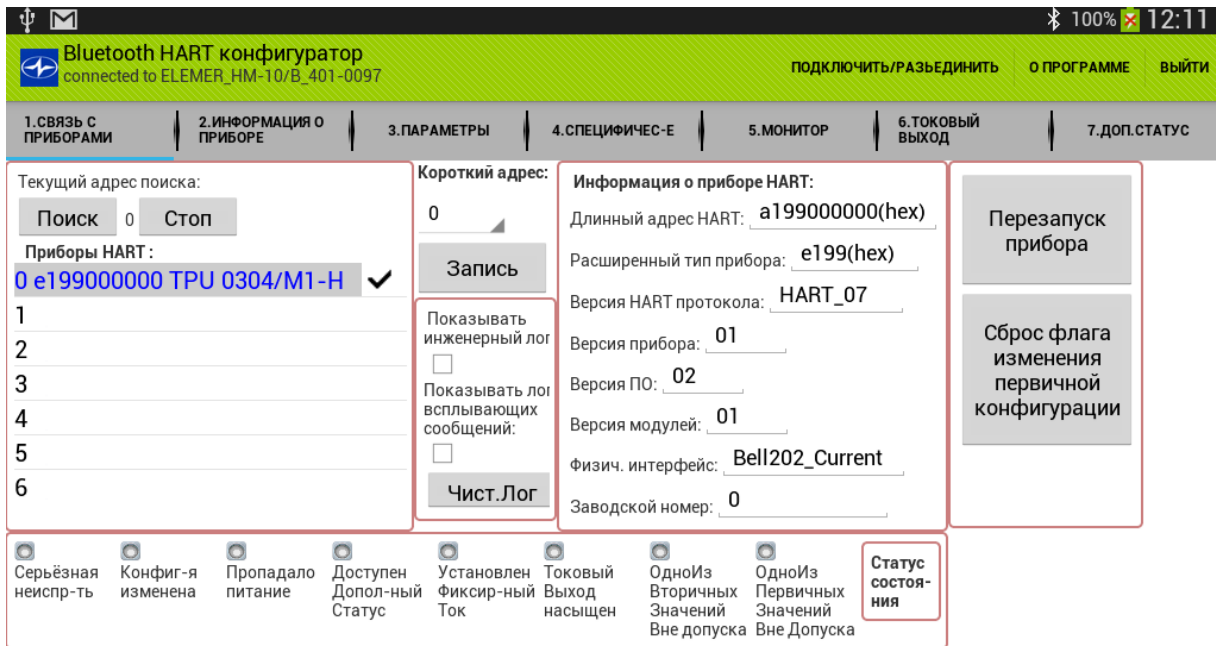 100% 12:11
Bluetooth HART конфигуратор
connected to ELEMER_HM-10/B_401-0097
ПОДКЛЮЧИТЬ/РАЗЬЕДИНИТЬ
О ПРОГРАММЕ
ВЫЙТИ
1.СВЯЗЬ С
ПРИБОРАМИ
2.ИНФОРМАЦИЯ О
ПРИБОРЕ
3.ПАРАМЕТРЫ
4.СПЕЦИФИЧЕС-Е
5.МОНИТОР
6.ТОКОВЫЙ
ВЫХОД
7.ДОП.СТАТУС
Текущий адрес поиска:
Поиск 0 Стоп
Приборы HART :
0 e199000000 TPU 0304/M1-H
1
2
3
4
5
6
Короткий адрес:
0
Запись
Показывать
инженерный лог
Показывать лог
всплывающих
сообщений:
Чист.Лог
Информация о приборе HART:
Длинный адрес HART: a199000000(hex)
Расширенный тип прибора: e199(hex)
Версия HART протокола: HART_07
Версия прибора: 01
Версия ПО: 02
Версия модулей: 01
Физич. интерфейс: Bell202_Current
Заводской номер: 0
Перезапуск
прибора
Сброс флага
изменения
первичной
конфигурации
Серьёзная
неиспр-ть
Конфиг-я
изменена
Пропадало
питание
Доступен
Допол-ный
Статус
Установлен
Фиксир-ный
Ток
Токовый
Выход
насыщен
ОдноИз
Вторичных
Значений
Вне допуска
ОдноИз
Первичных
Значений
Вне Допуска
Статус
состоя-
ния